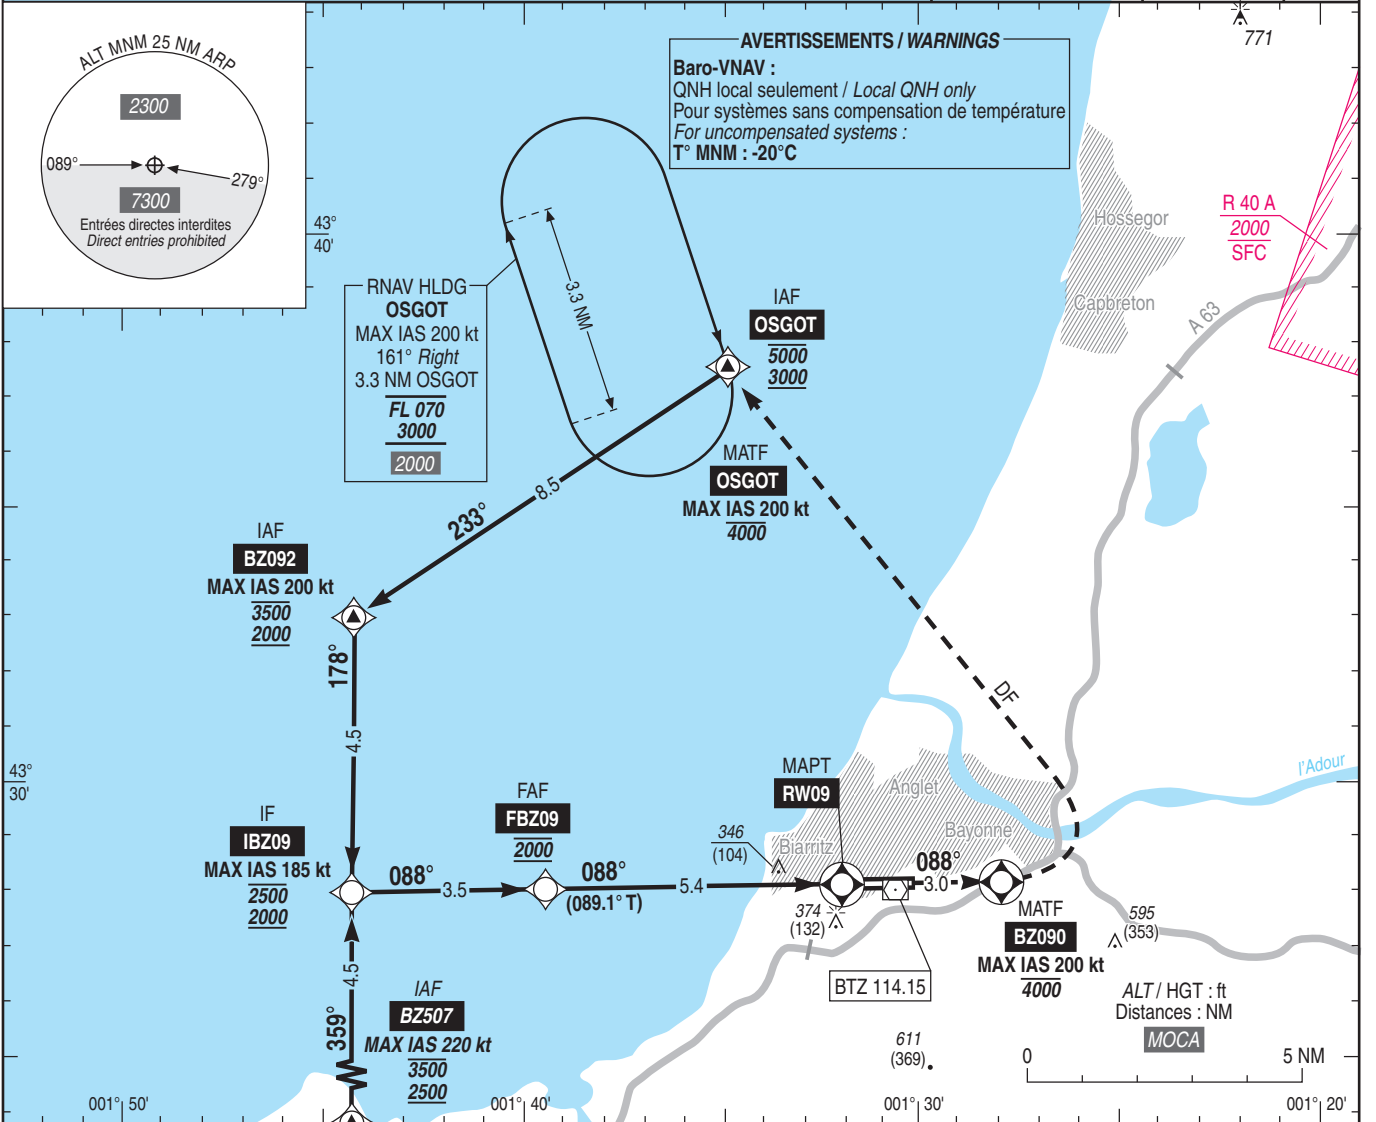 ALT MNM 25 NM ARP
2300
089°
279°
7300
Entrées directes interdites
Direct entries prohibited
AVERTISSEMENTS / WARNINGS
Baro-VNAV :
QNH local seulement / Local QNH only
Pour systèmes sans compensation de température
For uncompensated systems :
T° MNM : -20°C
771
43°
40'
Hossegor
Capbreton
R 40 A
2000
SFC
A 63
RNAV HLDG
OSGOT
MAX IAS 200 kt
161° Right
3.3 NM OSGOT
FL 070
3000
2000
3.3 NM
IAF
OSGOT
5000
3000
MATF
OSGOT
MAX IAS 200 kt
4000
233°
8.5
IAF
BZ092
MAX IAS 200 kt
3500
2000
178°
4.5
DF
43°
30'
l'Adour
IF
IBZ09
MAX IAS 185 kt
2500
2000
FAF
FBZ09
2000
MAPT
RW09
Anglet
Bayonne
Biarritz
346
(104)
088°
3.5
088°
(089.1° T)
5.4
088°
3.0
374
(132)
MATF
BZ090
MAX IAS 200 kt
4000
595
(353)
BTZ 114.15
4.5
359°
IAF
BZ507
MAX IAS 220 kt
3500
2500
611
(369)
ALT / HGT : ft
Distances : NM
MOCA
0
5 NM
001° 50'
001° 40'
001° 30'
001° 20'